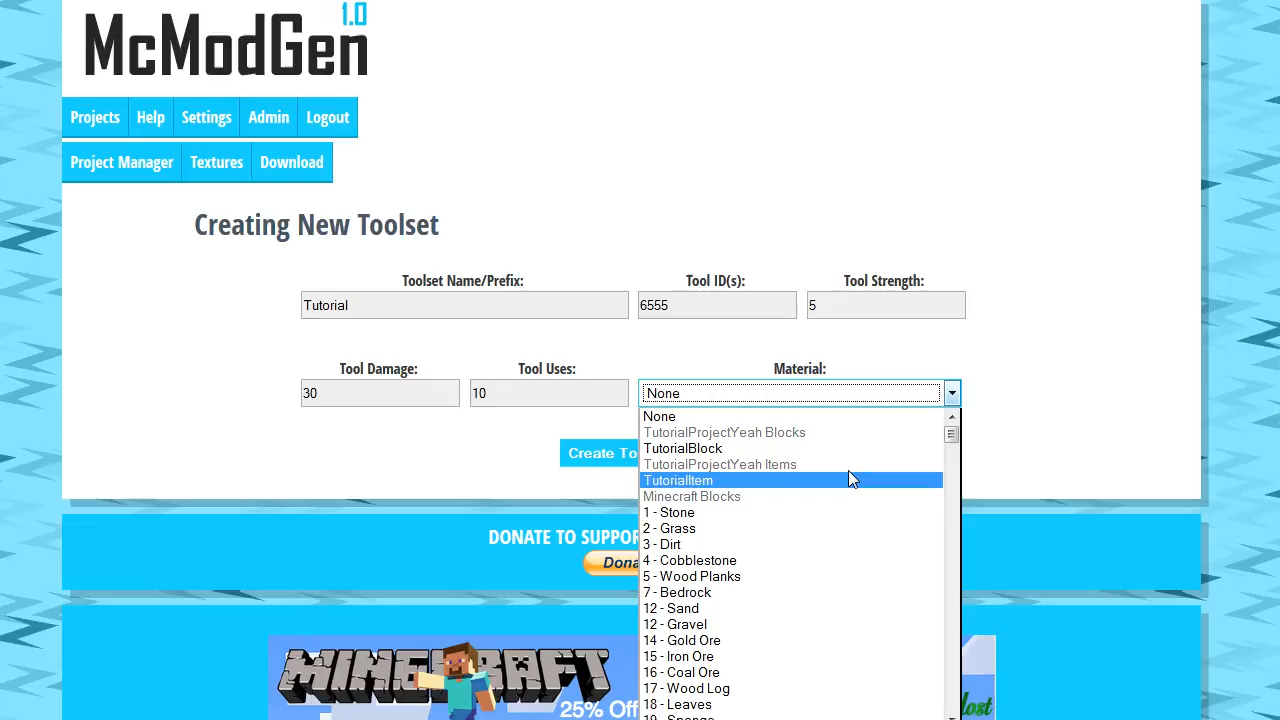 1.0
McModGen
Projects Help Settings Admin Logout
Project Manager Textures Download
Creating New Toolset
Toolset Name/Prefix: Tool ID(s): Tool Strength:
Tutorial 6555 5
Tool Damage: Tool Uses: Material:
30 10 None
None
TutorialProjectYeah Blocks
TutorialBlock
Create To
TutorialProjectYeah Items
TutorialItem
Minecraft Blocks
1 - Stone
2 - Grass
DONATE TO SUPPOR
3 - Dirt
4 - Cobblestone
Dona
5 - Wood Planks
7 - Bedrock
12 - Sand
12 - Gravel
14 - Gold Ore
15 - Iron Ore
MINECRAFT
16 - Coal Ore
17 - Wood Log
18 - Leaves
25% Off
lost
19 - Sponge